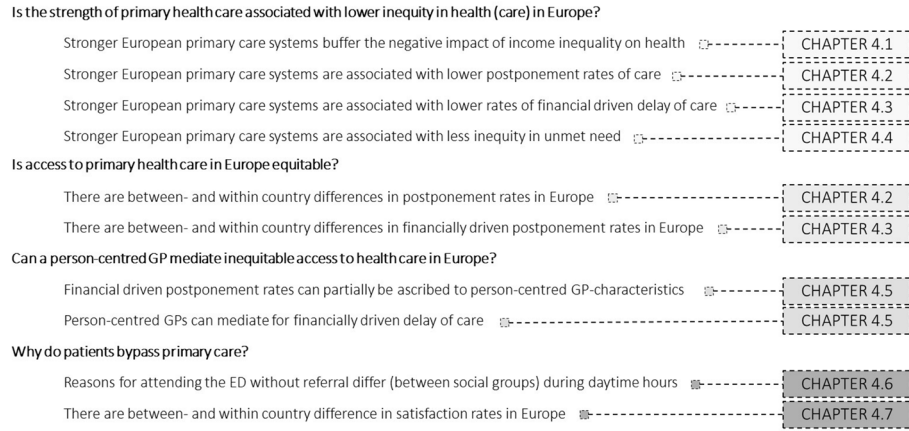 Is the strength of primary health care associated with lower inequity in health (care) in Europe?
Stronger European primary care systems buffer the negative impact of income inequality on health CHAPTER 4.1
Stronger European primary care systems are associated with lower postponement rates of care CHAPTER 4.2
Stronger European primary care systems are associated with lower rates of financial driven delay of care CHAPTER 4.3
Stronger European primary care systems are associated with less inequity in unmet need CHAPTER 4.4
Is access to primary health care in Europe equitable?
There are between- and within country differences in postponement rates in Europe CHAPTER 4.2
There are between- and within country differences in financially driven postponement rates in Europe CHAPTER 4.3
Can a person-centred GP mediate inequitable access to health care in Europe?
Financial driven postponement rates can partially be ascribed to person-centred GP-characteristics CHAPTER 4.5
Person-centred GPs can mediate for financially driven delay of care CHAPTER 4.5
Why do patients bypass primary care?
Reasons for attending the ED without referral differ (between social groups) during daytime hours CHAPTER 4.6
There are between- and within country difference in satisfaction rates in Europe CHAPTER 4.7